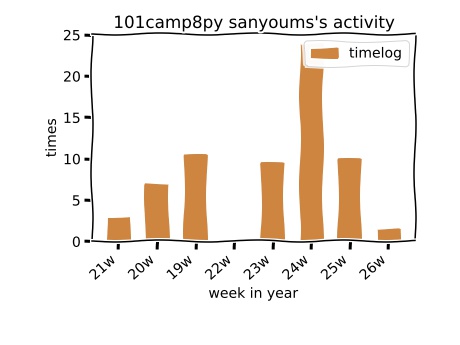 101camp8py sanyoums's activity
timelog
times
25
20
15
10
5
0
21w
20w
19w
22w
23w
24w
25w
26w
week in year